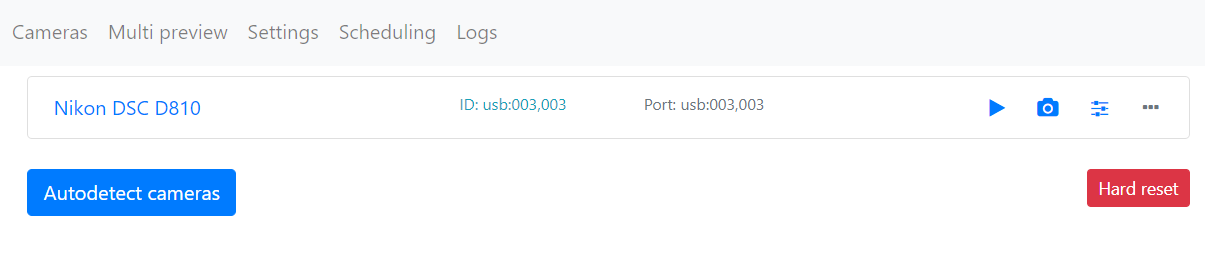 Cameras Multi preview Settings Scheduling Logs
Nikon DSC D810 ID: usb:003,003 Port: usb:003,003
Autodetect cameras Hard reset